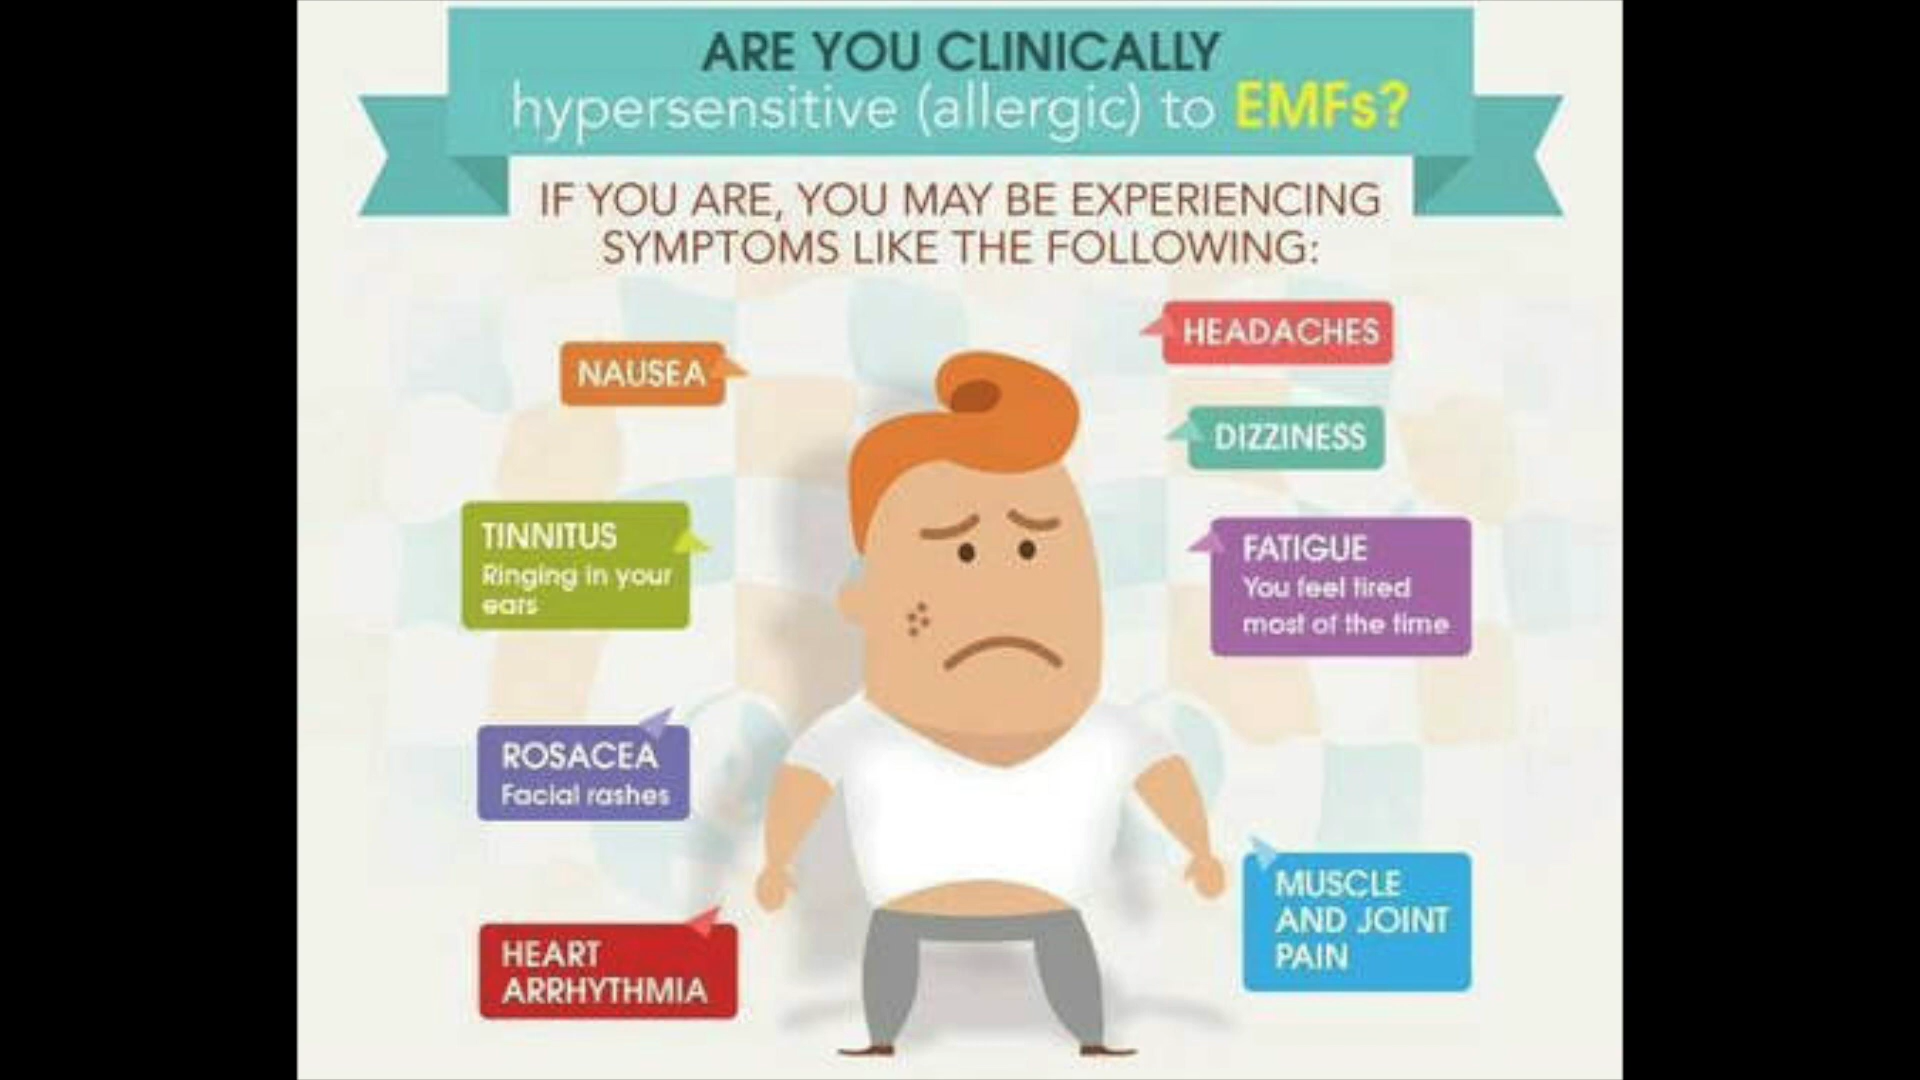 ARE YOU CLINICALLY
hypersensitive (allergic) to EMFs?
IF YOU ARE, YOU MAY BE EXPERIENCING
SYMPTOMS LIKE THE FOLLOWING:
HEADACHES
NAUSEA
DIZZINESS
TINNITUS
Ringing in your
ears
FATIGUE
You feel tired
most of the time
ROSACEA
Facial rashes
MUSCLE
AND JOINT
PAIN
HEART
ARRHYTHMIA